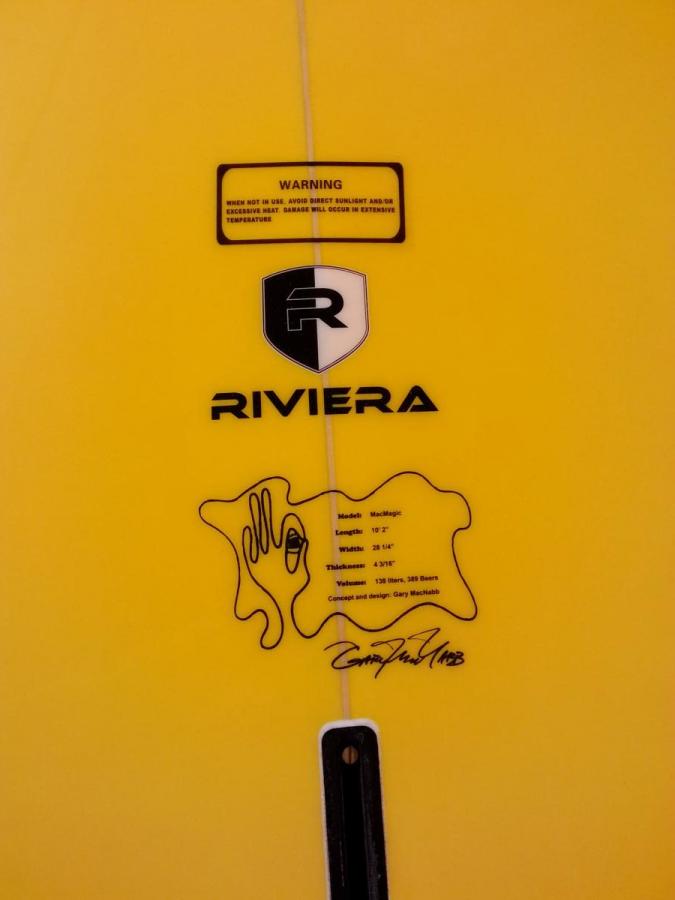 WARNING
WHEN NOT IN USE, AVOID DIRECT SUNLIGHT AND/OR
EXCESSIVE HEAT. DAMAGE WILL OCCUR IN EXTENSIVE
TEMPERATURE
R
RIVIERA
Model: MacMagic
Length: 10' 2"
Width: 28 1/4"
Thickness: 4 3/16"
Volume: 138 liters, 389 Beers
Concept and design: Gary MacNabb